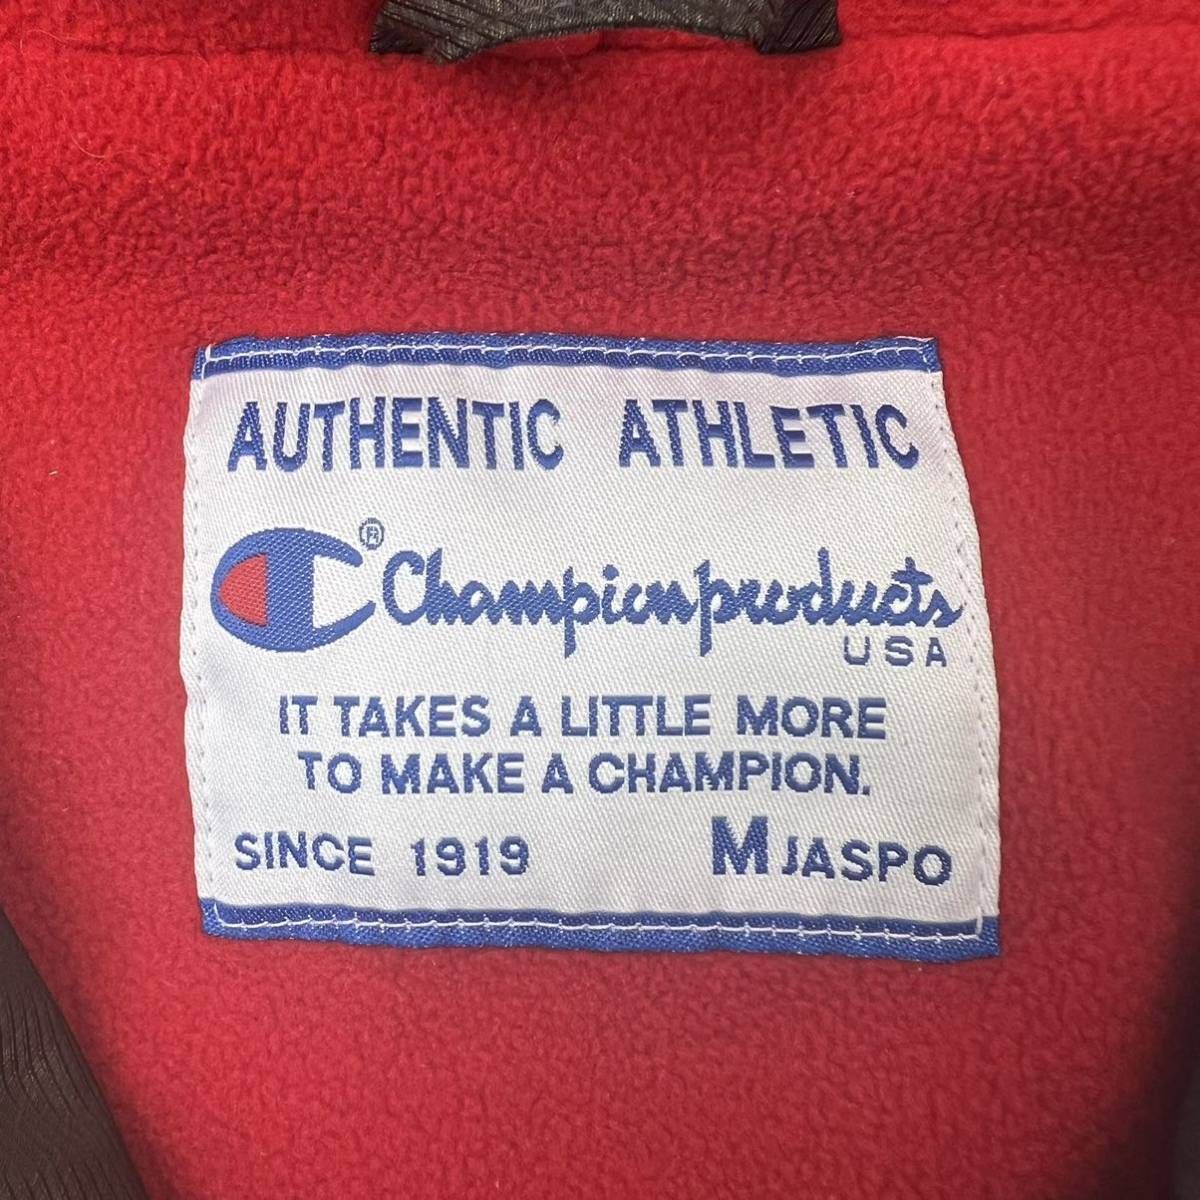 AUTHENTIC ATHLETIC
® Championproducts
USA
IT TAKES A LITTLE MORE
TO MAKE A CHAMPION.
SINCE 1919 M JASPO